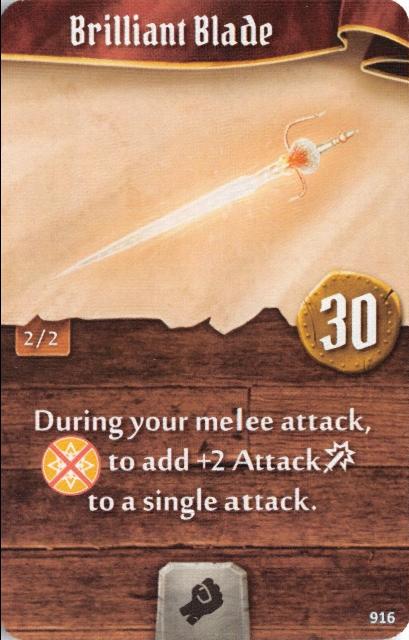 Brilliant Blade
2/2
30
During your melee attack,
to add +2 Attack
to a single attack.
916